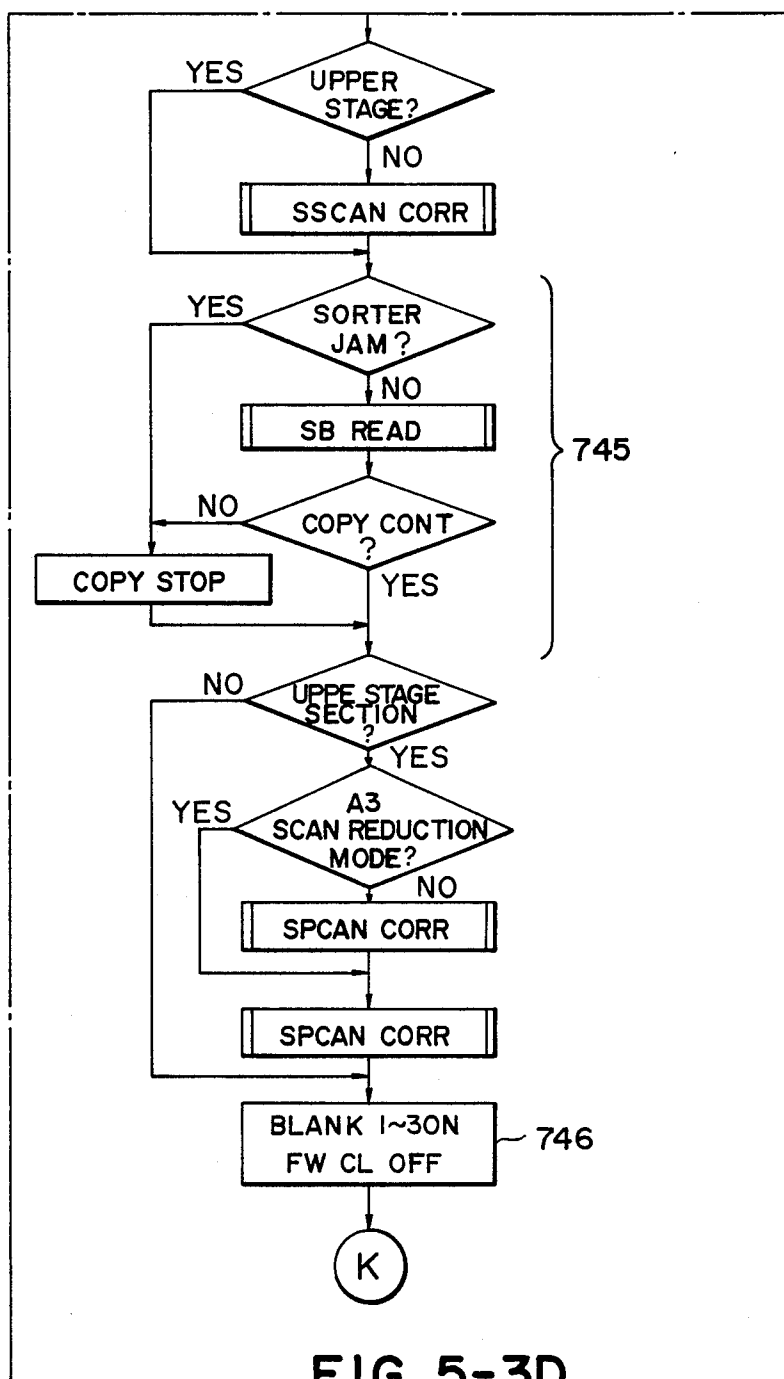 YES
UPPER
STAGE?
NO
SSCAN CORR
YES
SORTER
JAM?
NO
SB READ
745
NO
COPY CONT
?
COPY STOP
YES
NO
UPPE STAGE
SECTION
?
YES
YES
A3
SCAN REDUCTION
MODE?
NO
SPCAN CORR
SPCAN CORR
BLANK 1~30N
FW CL OFF
746
K
FIG. 5-3D